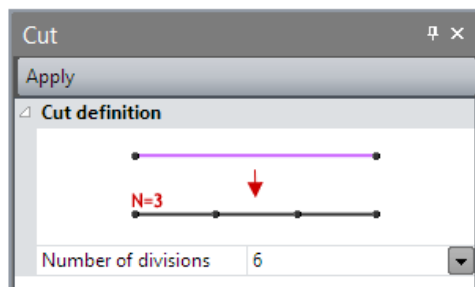 Cut
Apply
Cut definition
N=3
Number of divisions 6